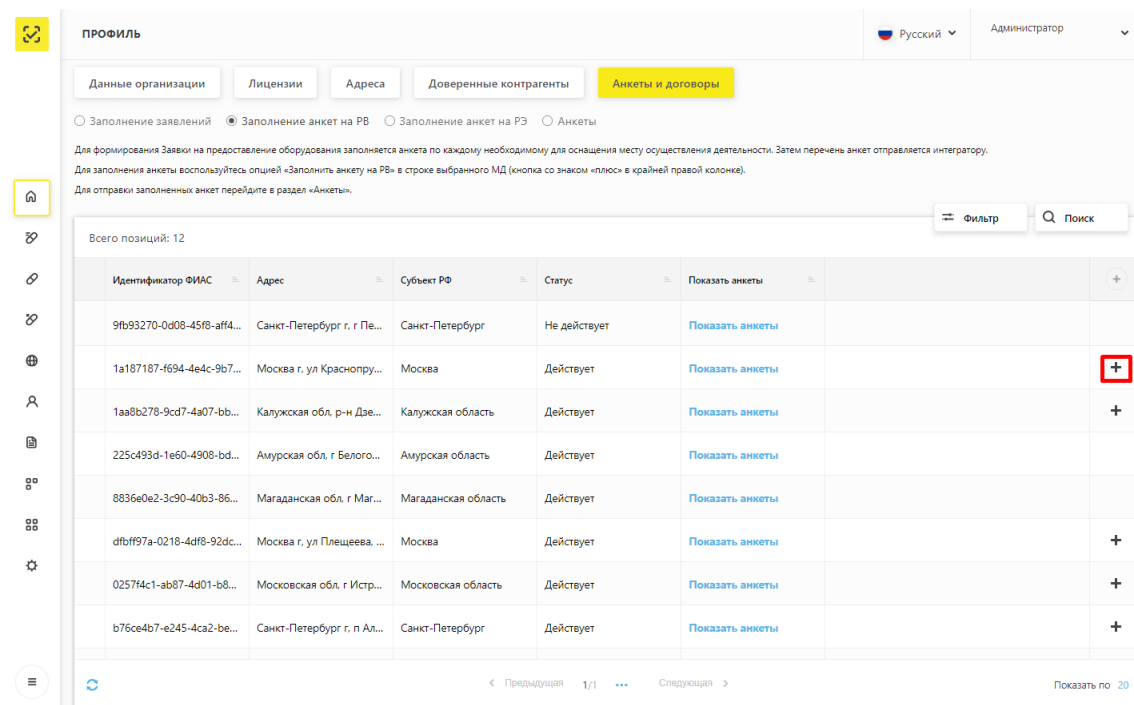 ПРОФИЛЬ
Русский
Администратор
Данные организации
Лицензии
Адреса
Доверенные контрагенты
Анкеты и договоры
Заполнение заявлений
Заполнение анкет на РВ
Заполнение анкет на РЭ
Анкеты
Для формирования Заявки на предоставление оборудования заполняется анкета по каждому необходимому для оснащения месту осуществления деятельности. Затем перечень анкет отправляется интегратору.
Для заполнения анкеты воспользуйтесь опцией «Заполнить анкету на РВ» в строке выбранного МД (кнопка со знаком «плюс» в крайней правой колонке).
Для отправки заполненных анкет перейдите в раздел «Анкеты».
Фильтр
Поиск
Всего позиций: 12
Идентификатор ФИАС Адрес Субъект РФ Статус Показать анкеты
9fb93270-0d08-45f8-aff4... Санкт-Петербург г, г Пе... Санкт-Петербург Не действует Показать анкеты
1a187187-f694-4e4c-9b7... Москва г, ул Краснопру... Москва Действует Показать анкеты
1aa8b278-9cd7-4a07-bb... Калужская обл, р-н Дзе... Калужская область Действует Показать анкеты
225c493d-1e60-4908-bd... Амурская обл, г Белого... Амурская область Действует Показать анкеты
8836e0e2-3c90-40b3-86... Магаданская обл, г Маг... Магаданская область Действует Показать анкеты
dfbff97a-0218-4df8-92dc... Москва г, ул Плещеева, ... Москва Действует Показать анкеты
0257f4c1-ab87-4d01-b8... Московская обл, г Истр... Московская область Действует Показать анкеты
b76ce4b7-e245-4ca2-be... Санкт-Петербург г, п Ал... Санкт-Петербург Действует Показать анкеты
Предыдущая 1/1 ••• Следующая
Показать по 20